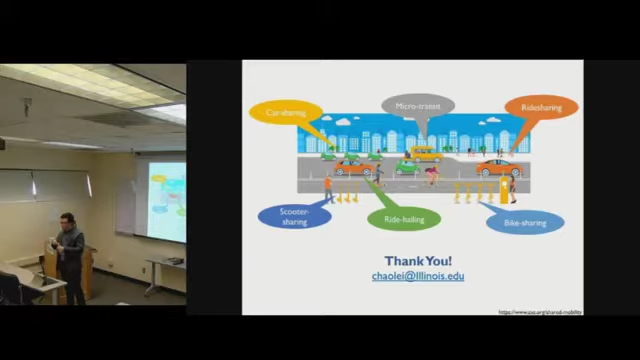 Car-sharing
Micro-transit
Ridesharing
Scooter-
sharing
Ride-hailing
Bike-sharing
Thank You!
chaolei@Illinois.edu